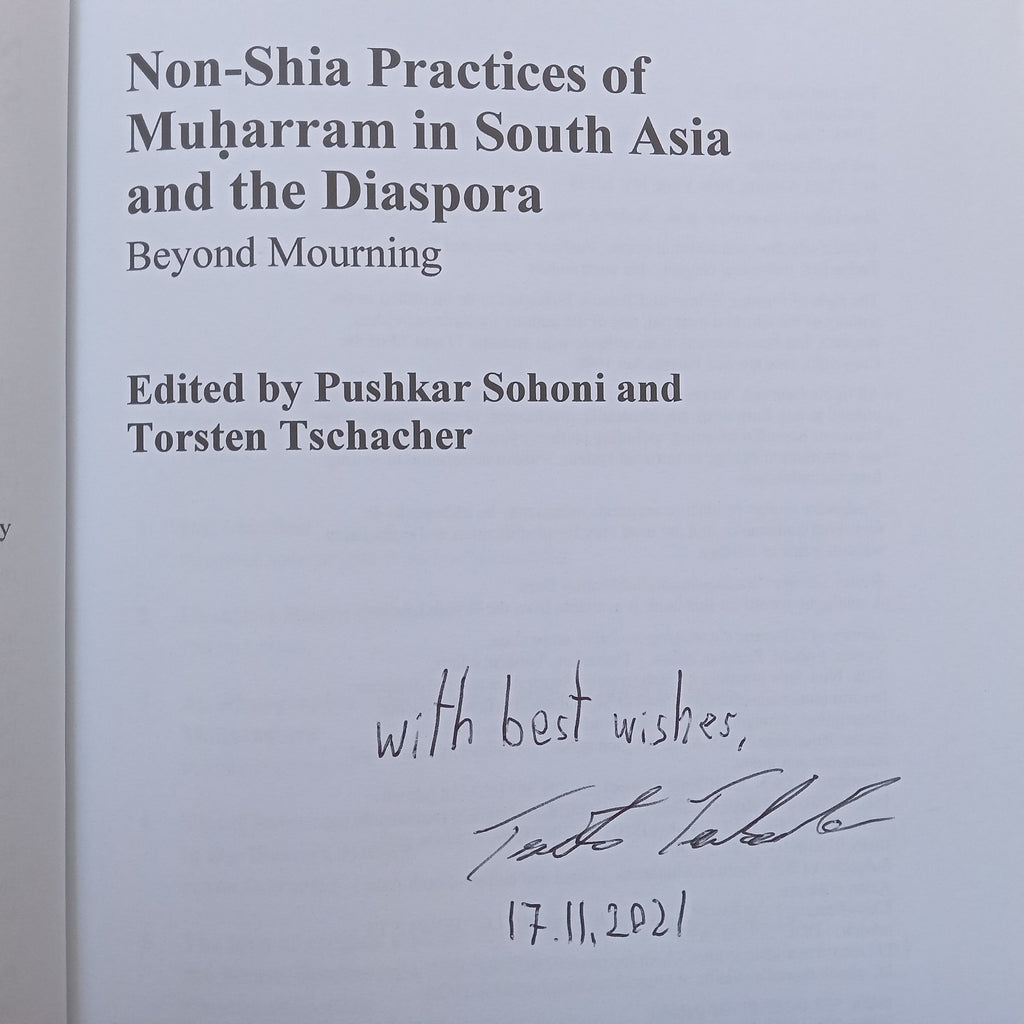 Non-Shia Practices of
Muḥarram in South Asia
and the Diaspora
Beyond Mourning
Edited by Pushkar Sohoni and
Torsten Tschacher
y
with best wishes,
17.11.2021